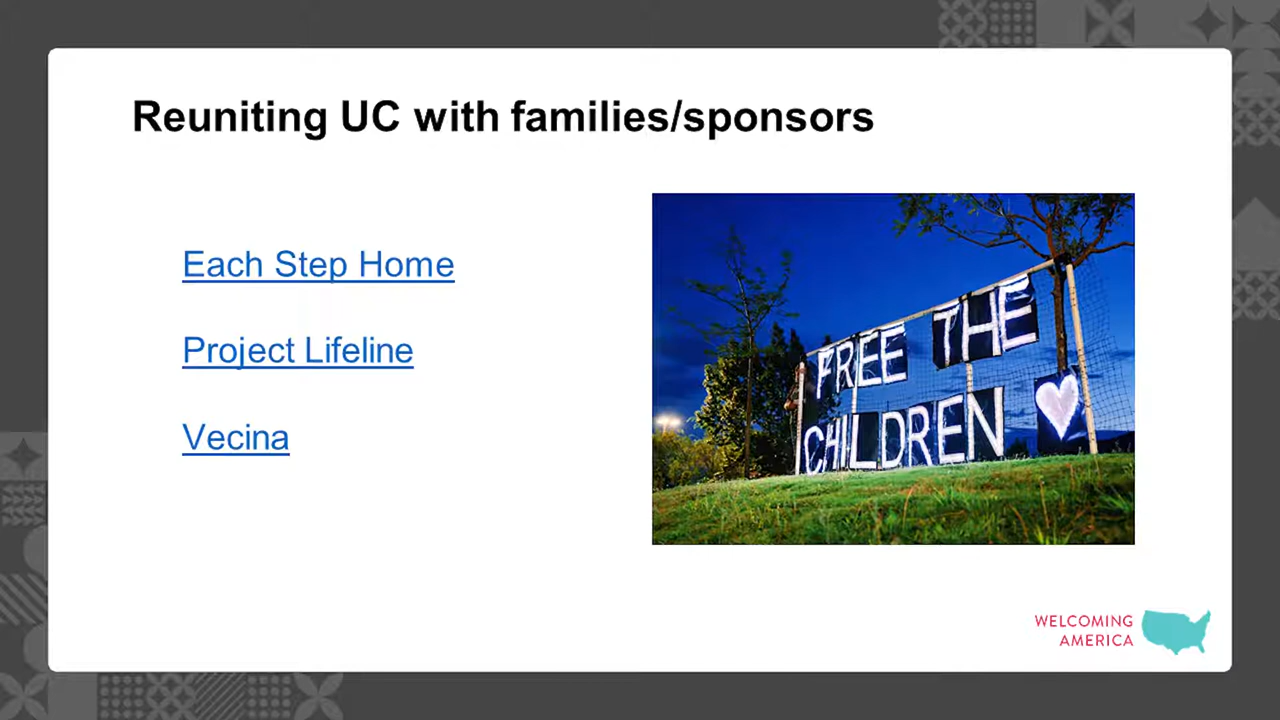 Reuniting UC with families/sponsors
Each Step Home
Project Lifeline
Vecina
FREE THE
CHILDREN
WELCOMING
AMERICA